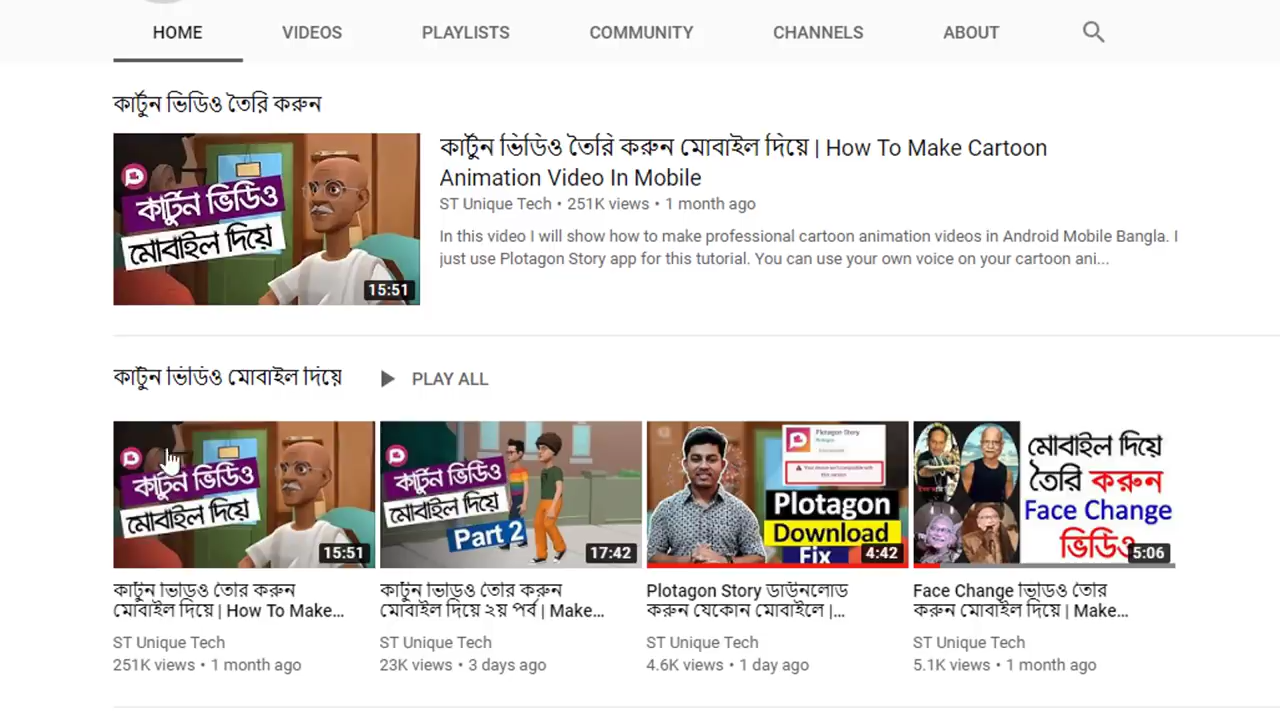 HOME VIDEOS PLAYLISTS COMMUNITY CHANNELS ABOUT
কার্টুন ভিডিও তৈরি করুন
কার্টুন ভিডিও
মোবাইল দিয়ে
15:51
কার্টুন ভিডিও তৈরি করুন মোবাইল দিয়ে | How To Make Cartoon
Animation Video In Mobile
ST Unique Tech • 251K views • 1 month ago
In this video I will show how to make professional cartoon animation videos in Android Mobile Bangla. I
just use Plotagon Story app for this tutorial. You can use your own voice on your cartoon ani...
কার্টুন ভিডিও মোবাইল দিয়ে PLAY ALL
কার্টুন ভিডিও
মোবাইল দিয়ে
15:51
কার্টুন ভিডিও তৈরি করুন
মোবাইল দিয়ে | How To Make...
ST Unique Tech
251K views • 1 month ago
কার্টুন ভিডিও
মোবাইল দিয়ে
Part 2
17:42
কার্টুন ভিডিও তৈরি করুন
মোবাইল দিয়ে ২য় পর্ব | Make...
ST Unique Tech
23K views • 3 days ago
Plotagon Story
Plotagon
Download
Fix
4:42
Plotagon Story ডাউনলোড
করুন যেকোন মোবাইলে |...
ST Unique Tech
4.6K views • 1 day ago
মোবাইল দিয়ে
তৈরি করুন
Face Change
ভিডিও
5:06
Face Change ভিডিও তৈরি
করুন মোবাইল দিয়ে | Make...
ST Unique Tech
5.1K views • 1 month ago